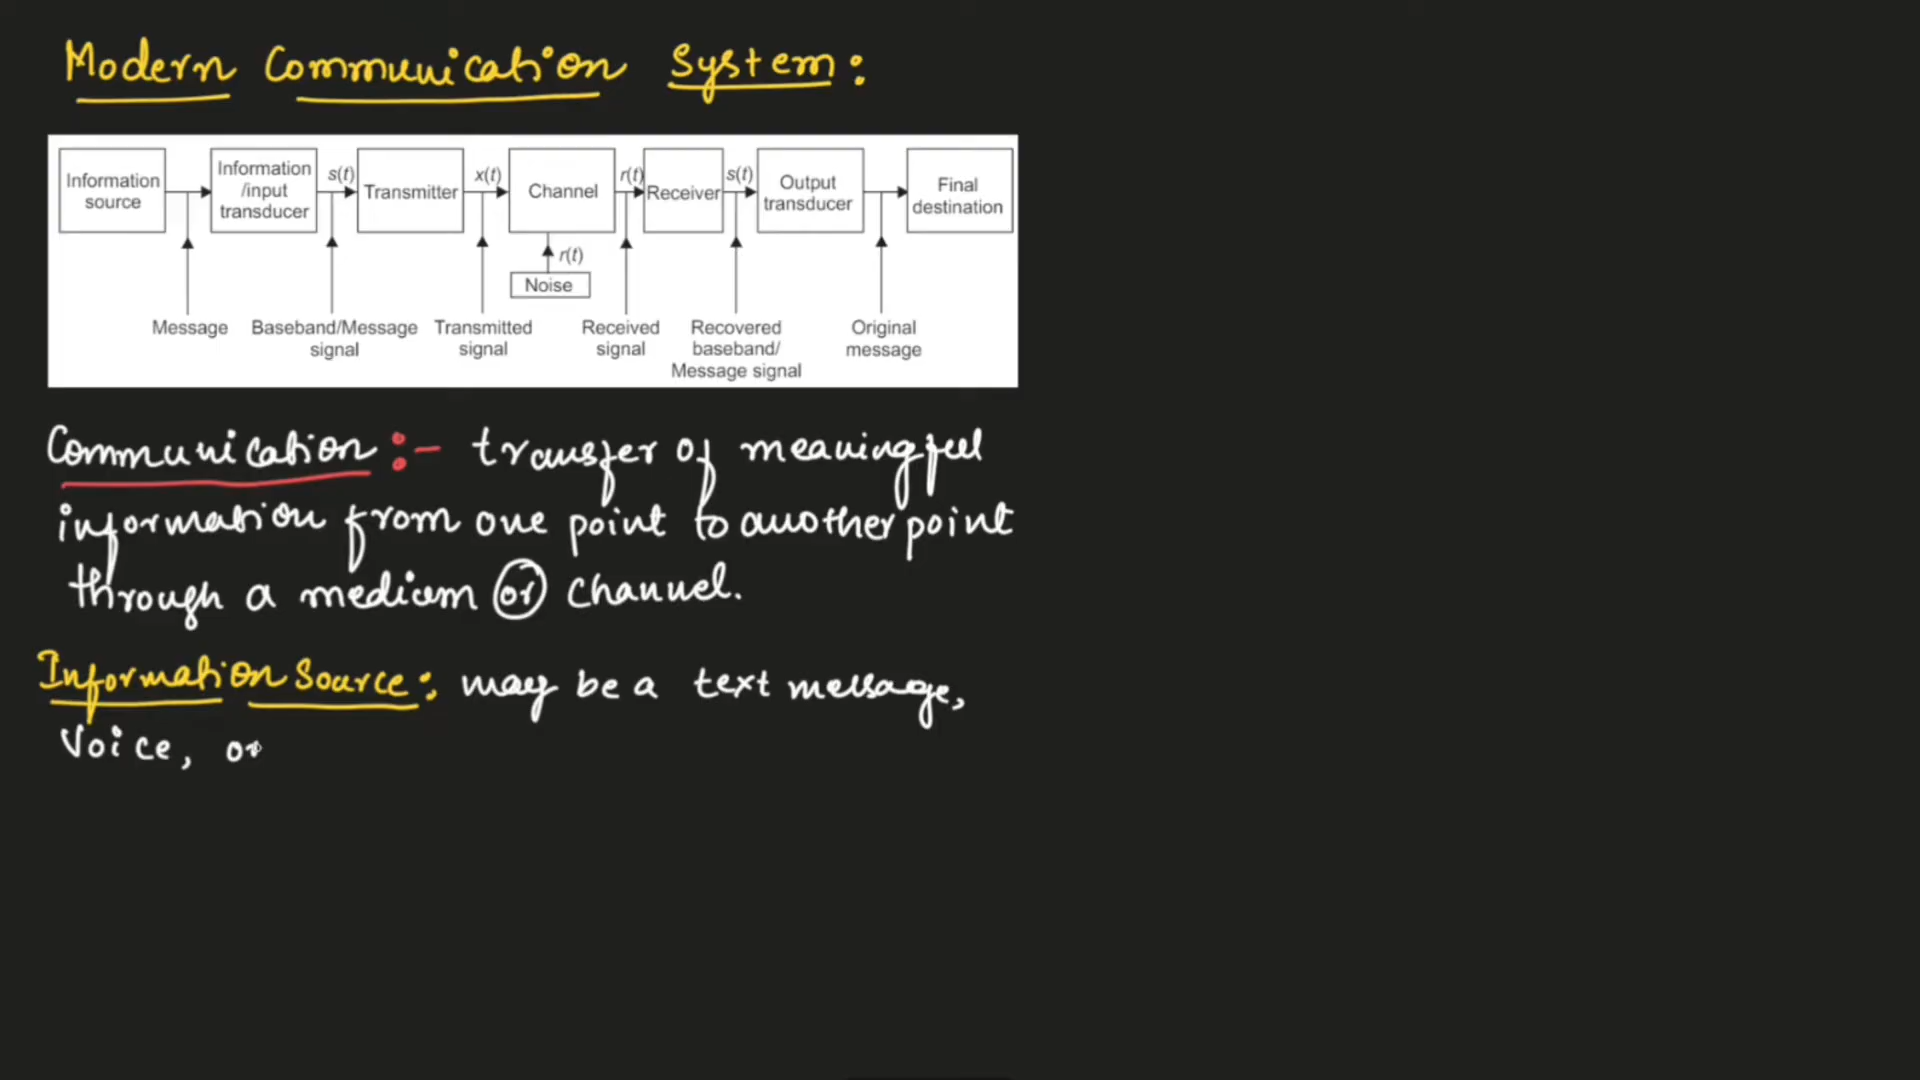 Modern Communication System:
Information source
Information /input transducer
s(t)
Transmitter
x(t)
Channel
r(t)
Receiver
s(t)
Output transducer
Final destination
r(t)
Noise
Message
Baseband/Message signal
Transmitted signal
Received signal
Recovered baseband/ Message signal
Original message
Communication :- transfer of meaningful
information from one point to another point
through a medium or channel.
Information Source: may be a text message,
Voice, or